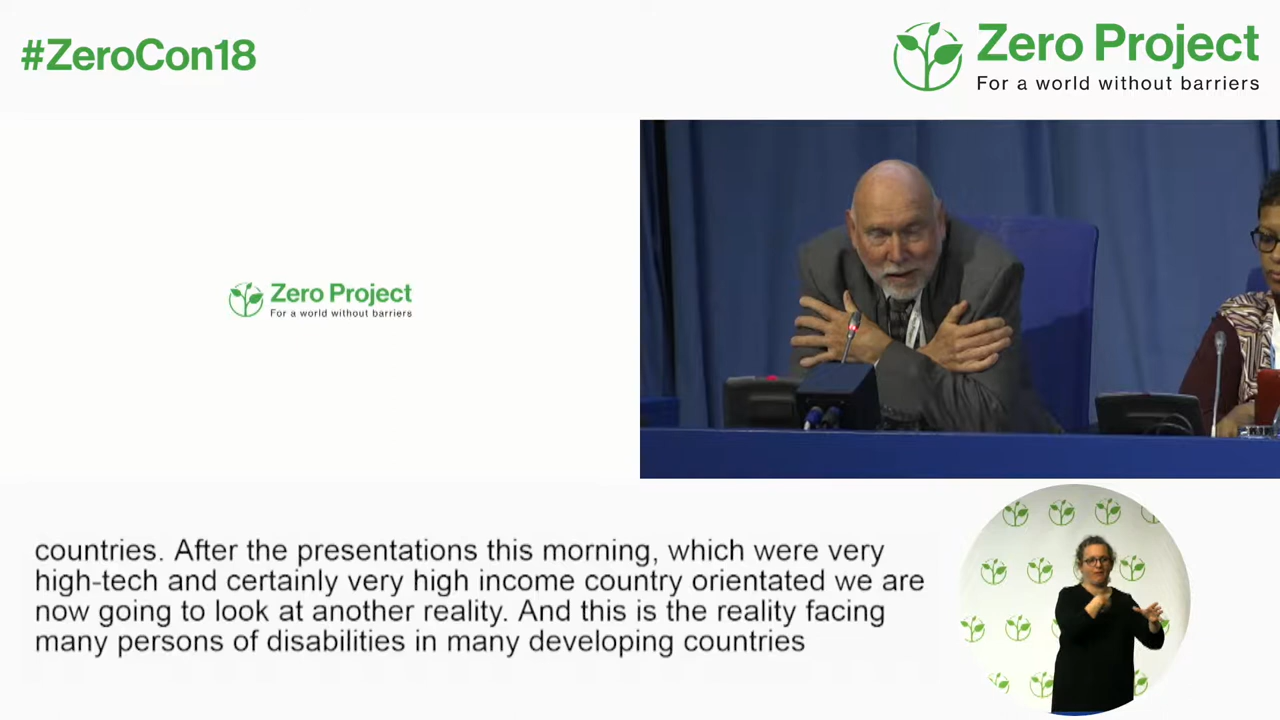 #ZeroCon18
Zero Project
For a world without barriers
Zero Project
For a world without barriers
countries. After the presentations this morning, which were very
high-tech and certainly very high income country orientated we are
now going to look at another reality. And this is the reality facing
many persons of disabilities in many developing countries